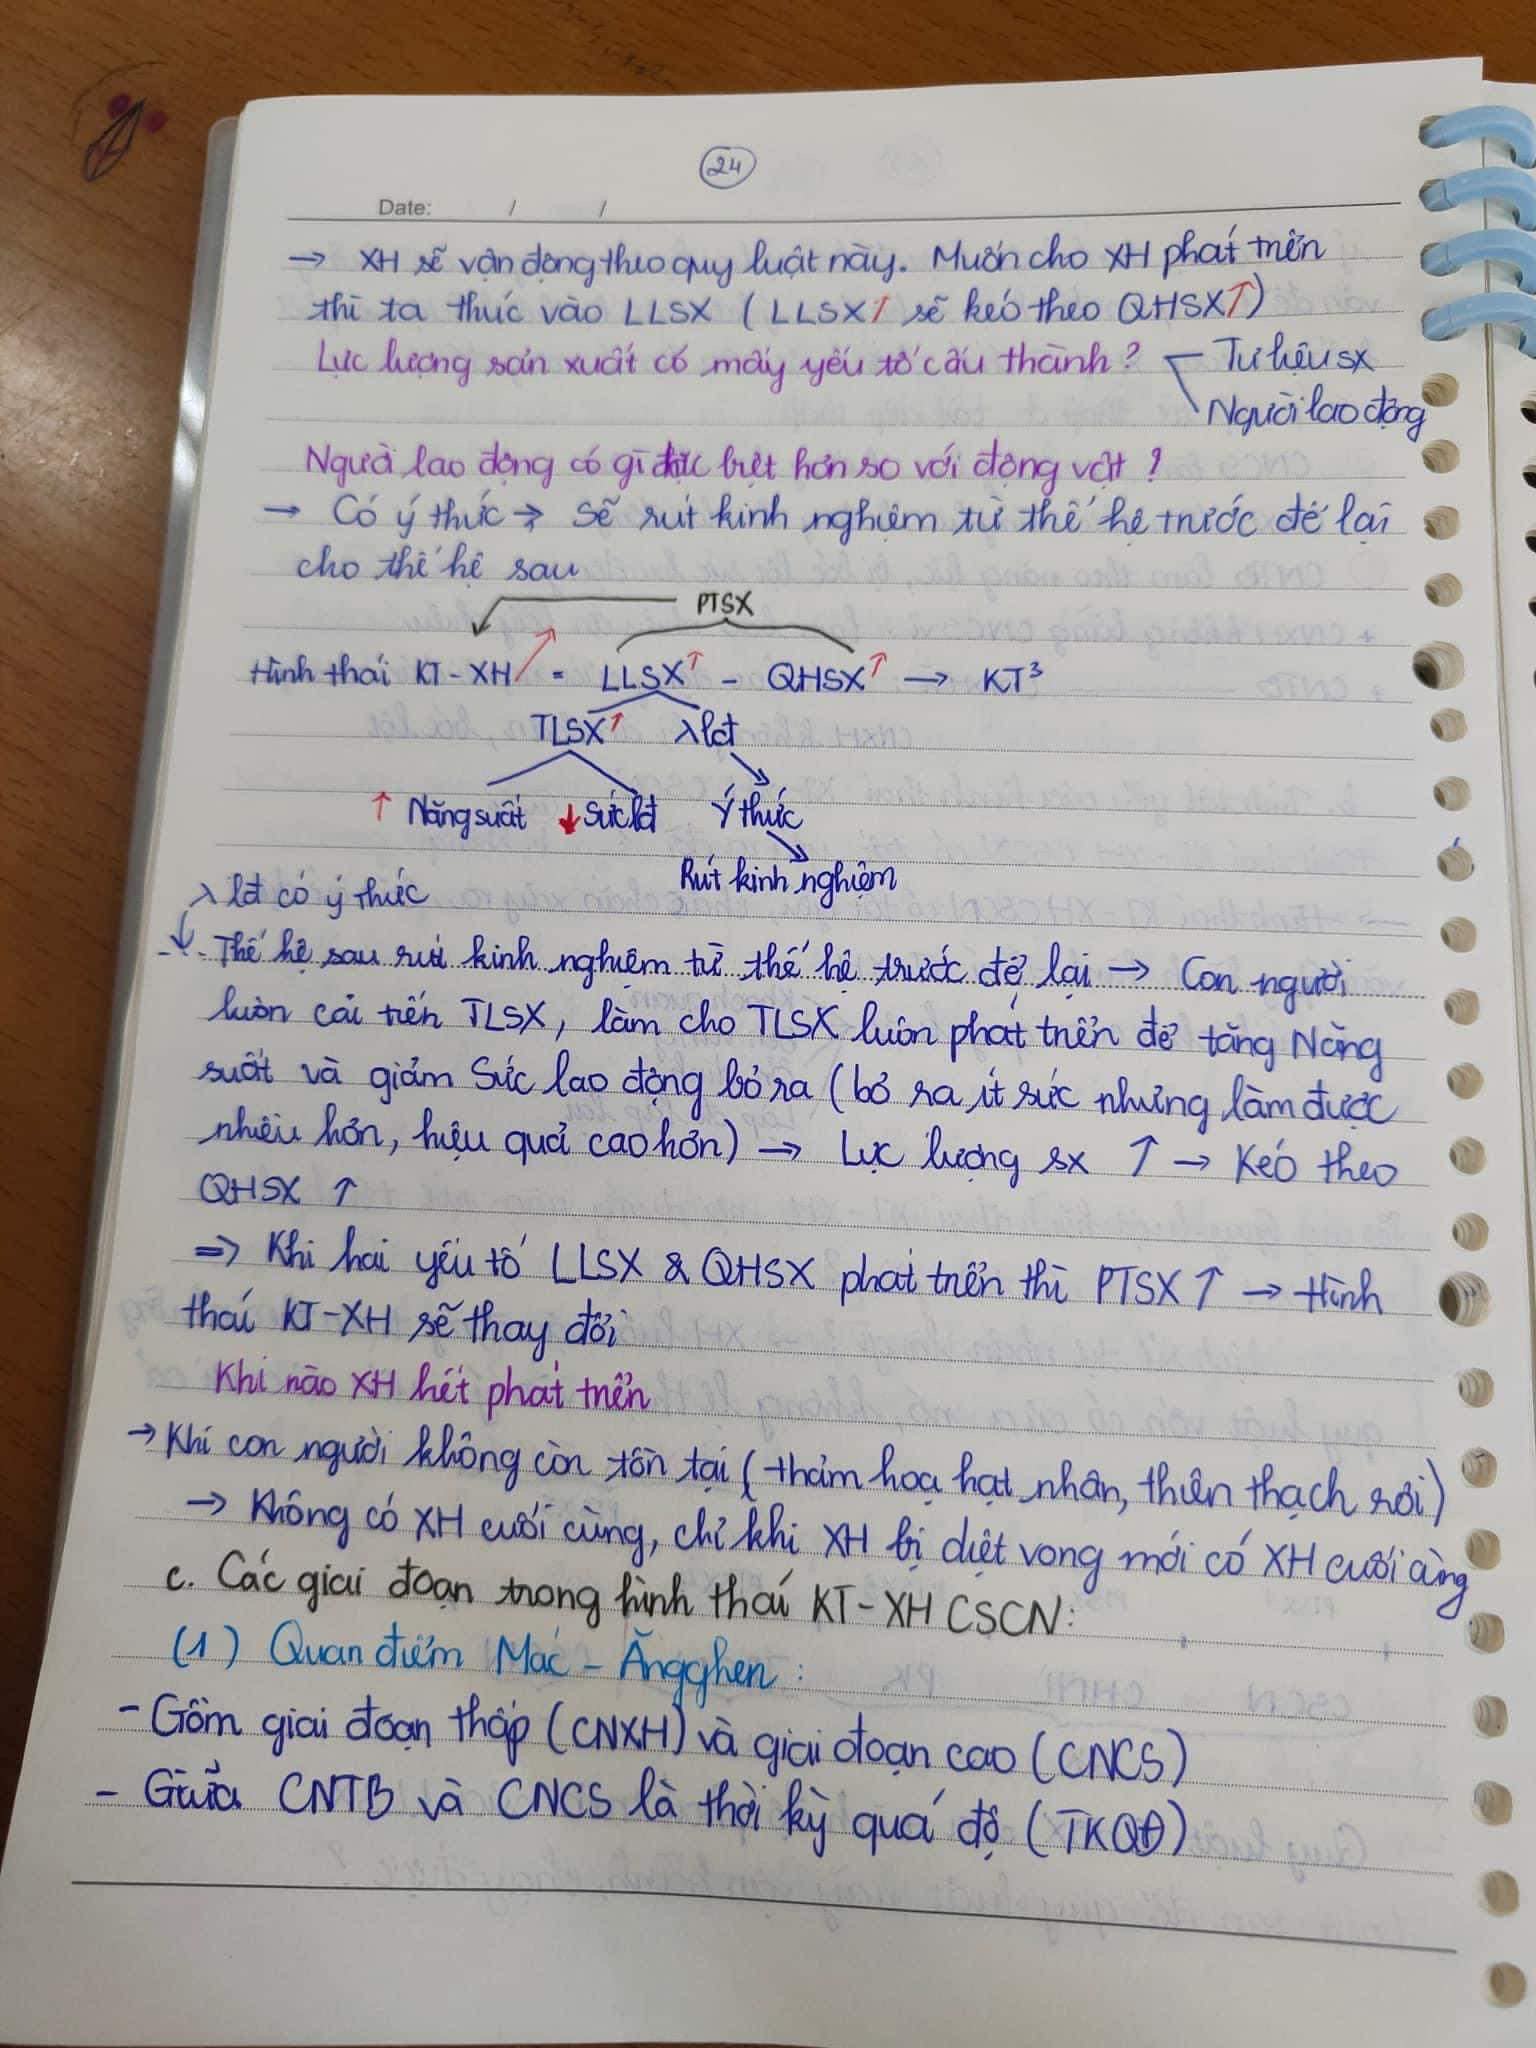 24
Date: / /
→ XH sẽ vận động theo quy luật này. Muốn cho XH phát triển
thì ta thúc vào LLSX (LLSX↑ sẽ kéo theo QHSX↑)
Lực lượng sản xuất có mấy yếu tố cấu thành? Tư liệu sx
Người lao động
Người lao động có gì đặc biệt hơn so với động vật?
→ Có ý thức → Sẽ rút kinh nghiệm từ thế hệ trước để lại
cho thế hệ sau
PTSX
Hình thái KT-XH↗ = LLSX↑ - QHSX↑ → KT³
TLSX↑ λ lđ
↑ Năng suất ↓ Sức lđ Ý thức
Rút kinh nghiệm
λ lđ có ý thức
- Thế hệ sau rút kinh nghiệm từ thế hệ trước để lại → Con người
luôn cải tiến TLSX, làm cho TLSX luôn phát triển để tăng Năng
suất và giảm Sức lao động bỏ ra (bỏ ra ít sức nhưng làm được
nhiều hơn, hiệu quả cao hơn) → Lực lượng sx ↑ → Kéo theo
QHSX ↑
⇒ Khi hai yếu tố LLSX & QHSX phát triển thì PTSX ↑ → Hình
thái KT-XH sẽ thay đổi
Khi nào XH hết phát triển
→ Khi con người không còn tồn tại (thảm hoạ hạt nhân, thiên thạch rơi)
→ Không có XH cuối cùng, chỉ khi XH bị diệt vong mới có XH cuối cùng
c. Các giai đoạn trong hình thái KT-XH CSCN:
(1) Quan điểm Mác - Ăngghen:
- Gồm giai đoạn thấp (CNXH) và giai đoạn cao (CNCS)
- Giữa CNTB và CNCS là thời kỳ quá độ (TKQĐ)